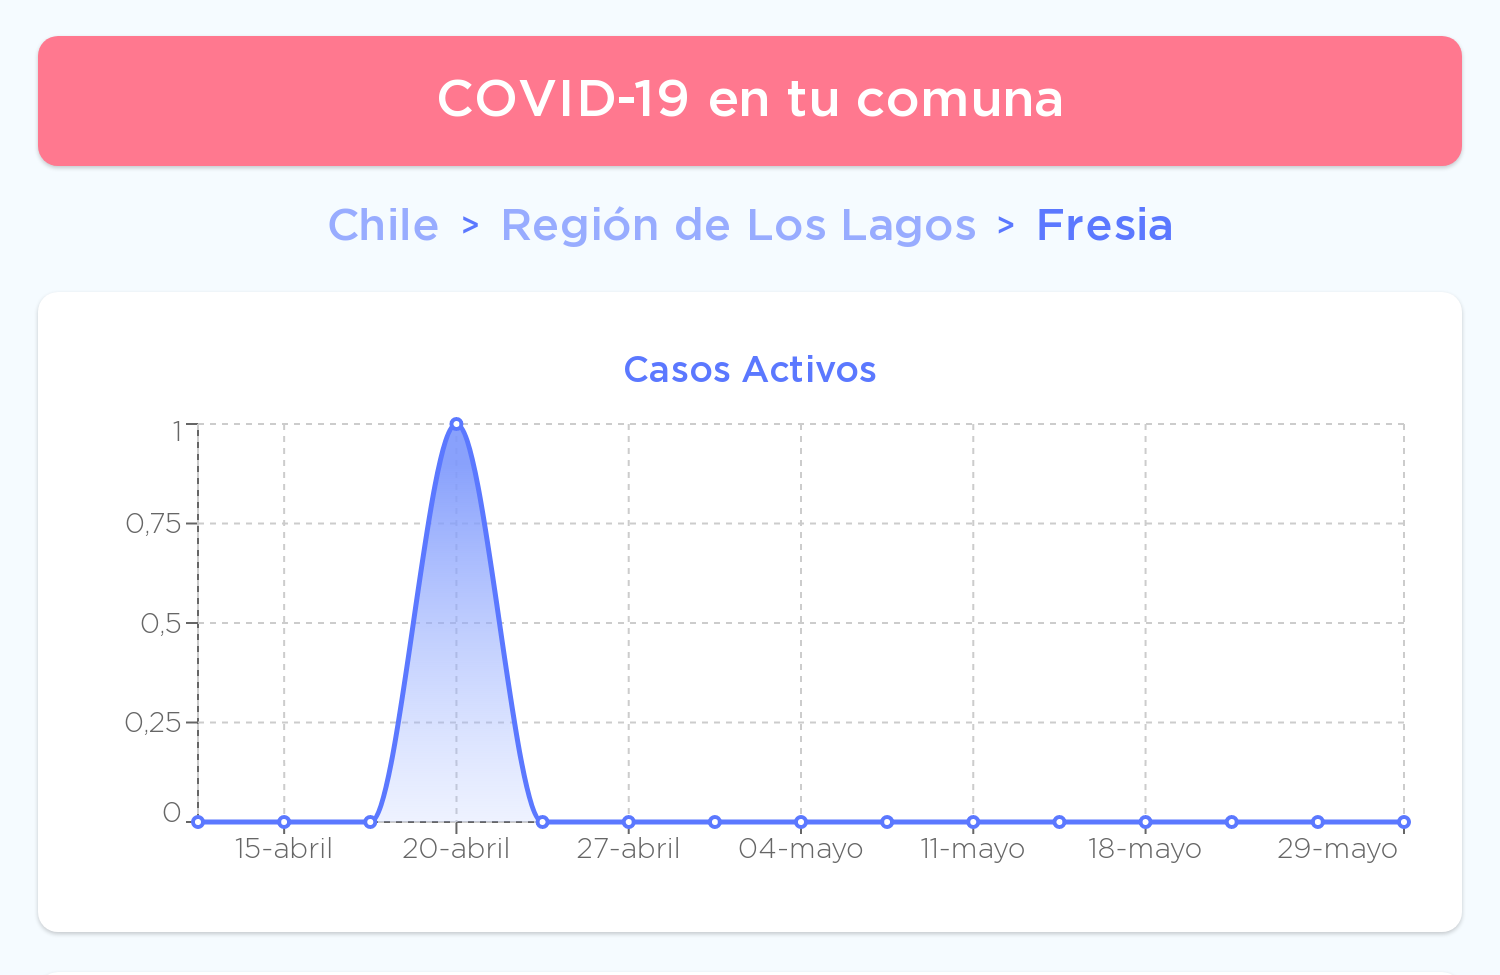 COVID-19 en tu comuna
Chile > Región de Los Lagos > Fresia
Casos Activos
1
0,75
0,5
0,25
0
15-abril 20-abril 27-abril 04-mayo 11-mayo 18-mayo 29-mayo